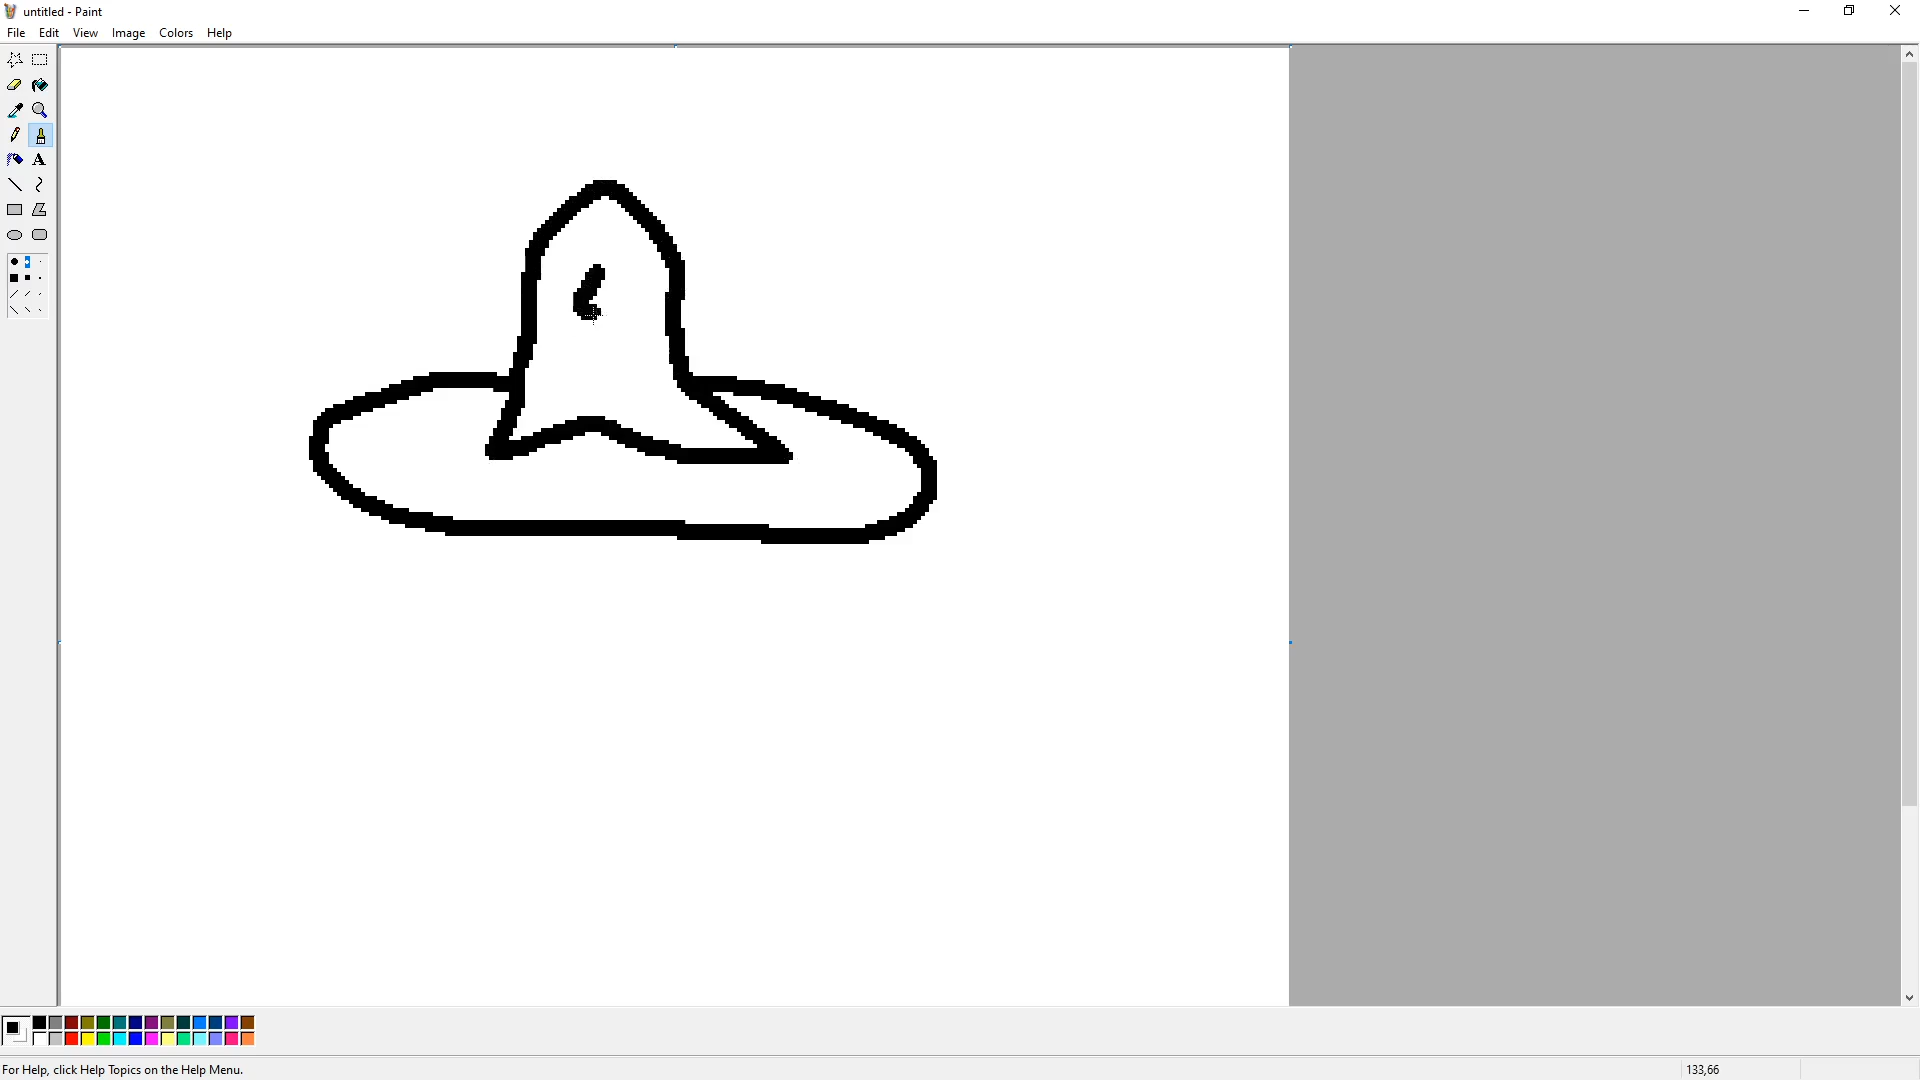 untitled - Paint
File Edit View Image Colors Help
A
For Help, click Help Topics on the Help Menu.
133,66